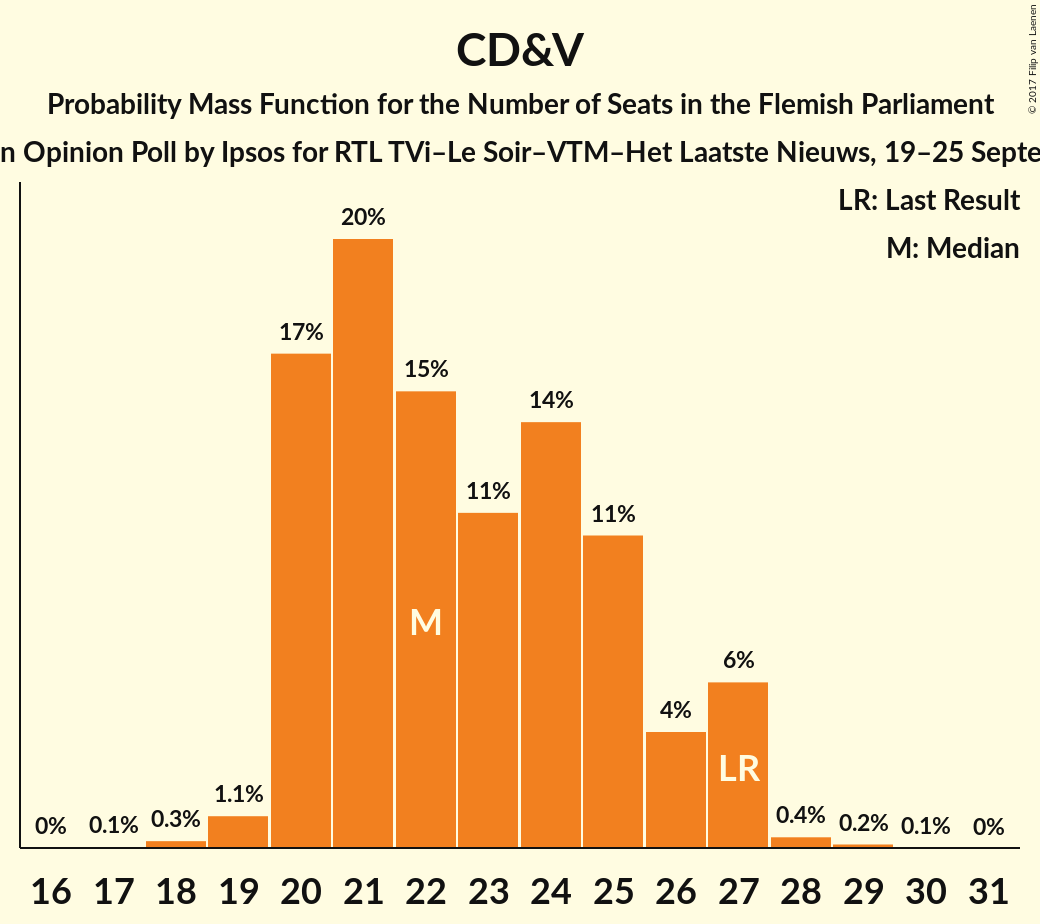 CD&V
Probability Mass Function for the Number of Seats in the Flemish Parliament
n Opinion Poll by Ipsos for RTL TVi–Le Soir–VTM–Het Laatste Nieuws, 19–25 Septe
© 2017 Filip van Laenen
LR: Last Result
M: Median
20%
17%
15%
14%
11%
11%
M
6%
4%
LR
1.1%
0.4%
0.3%
0.2%
0% 0.1% 0.1% 0%
16 17 18 19 20 21 22 23 24 25 26 27 28 29 30 31